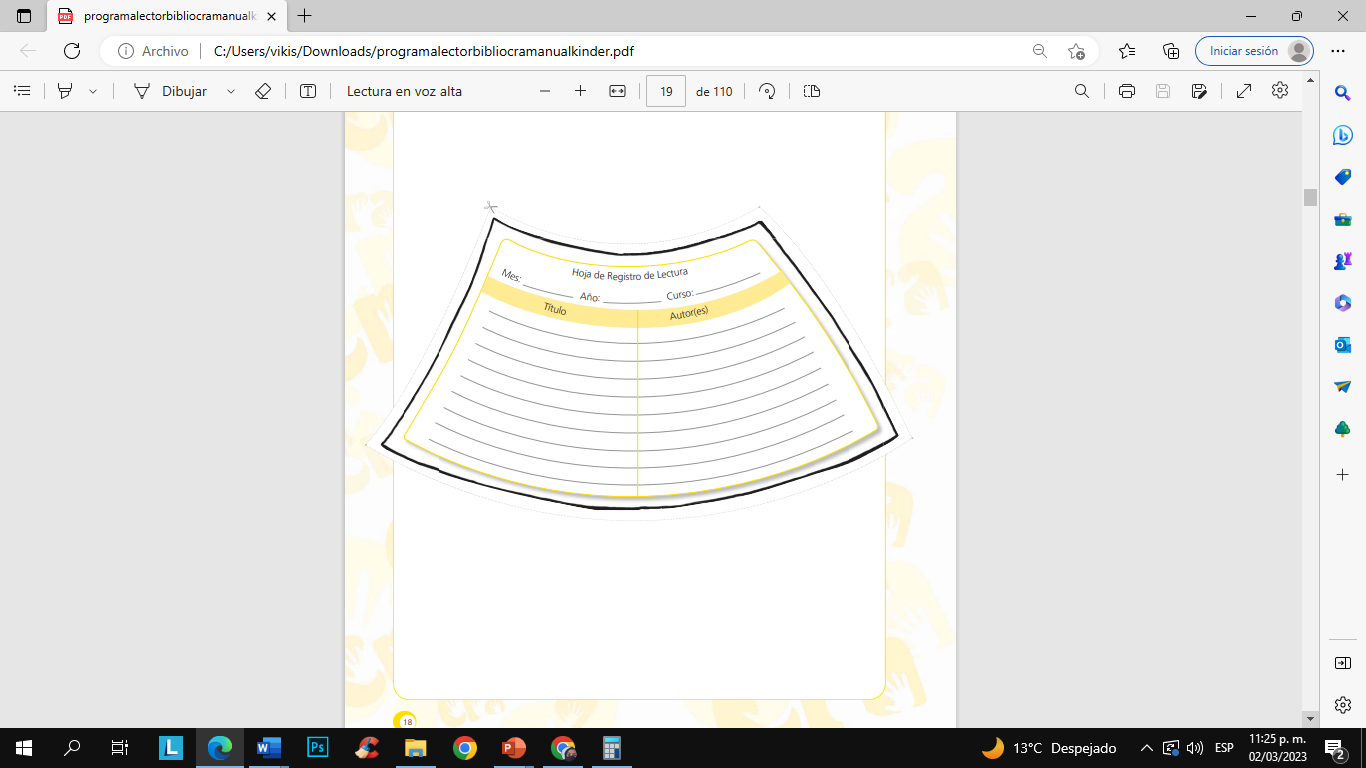 programalectorbibliocramanualk
Archivo
C:/Users/vikis/Downloads/programalectorbibliocramanualkinder.pdf
Iniciar sesión
Dibujar
Lectura en voz alta
19 de 110
Hoja de Registro de Lectura
Mes: Año: Curso:
Título Autor(es)
18
13°C Despejado
ESP
11:25 p. m.
02/03/2023
2